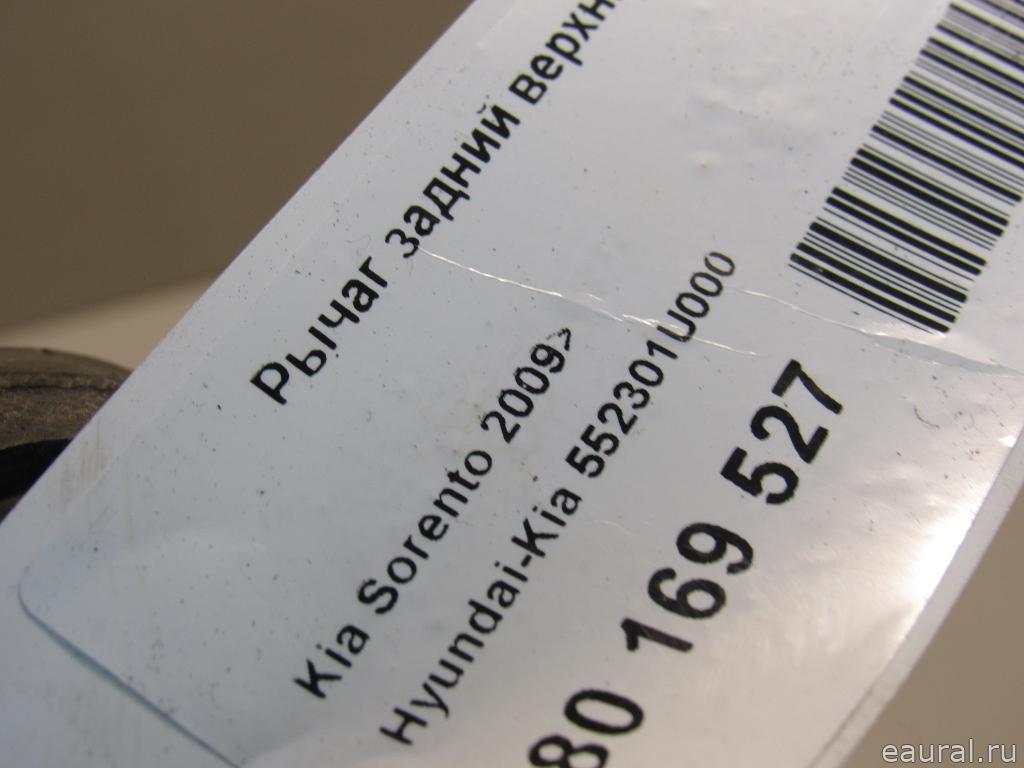 Рычаг задний верхн
Kia Sorento 2009>
Hyundai-Kia 552301U000
80 169 527
eaural.ru